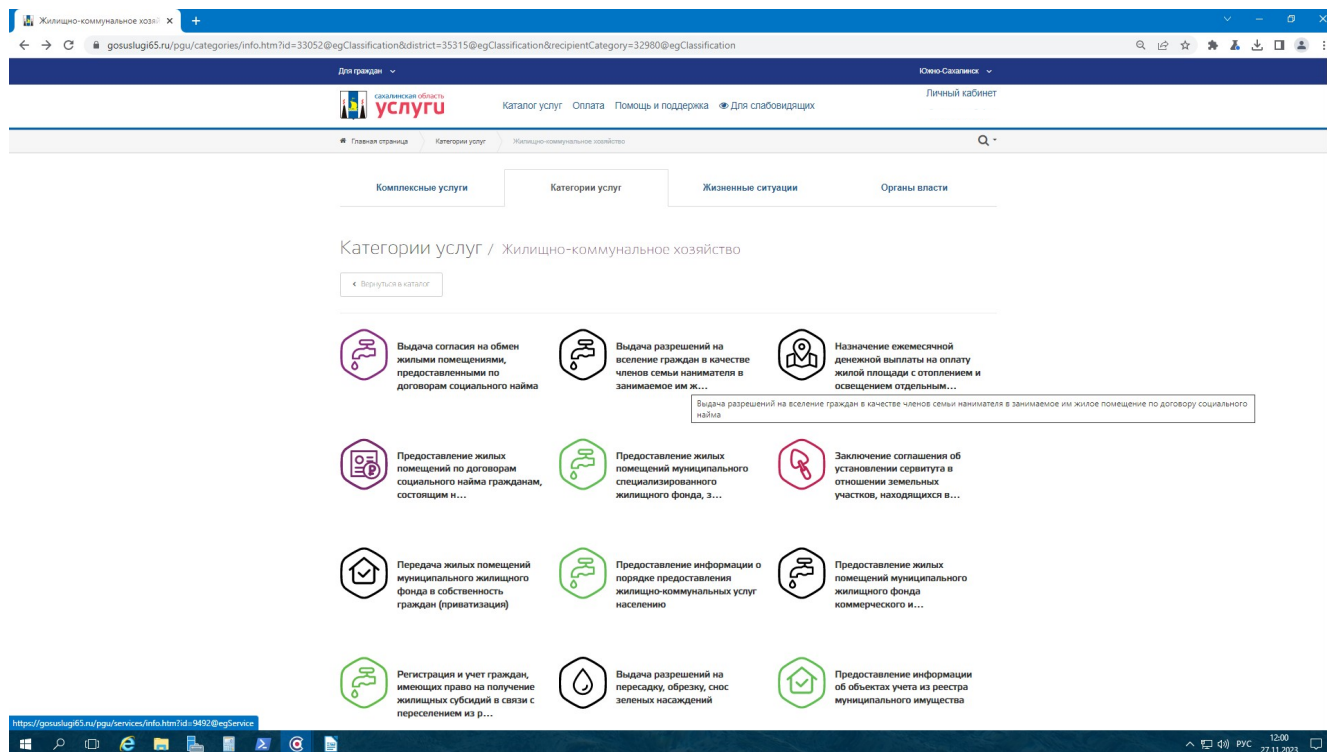 Жилищно-коммунальное хозяй
gosuslugi65.ru/pgu/categories/info.htm?id=33052@egClassification&district=35315@egClassification&recipientCategory=32980@egClassification
Для граждан
Южно-Сахалинск
сахалинская область
услуги
Каталог услуг Оплата Помощь и поддержка Для слабовидящих
Личный кабинет
Главная страница Категории услуг Жилищно-коммунальное хозяйство
Комплексные услуги Категории услуг Жизненные ситуации Органы власти
Категории услуг / Жилищно-коммунальное хозяйство
Вернуться в каталог
Выдача согласия на обмен
жилыми помещениями,
предоставленными по
договорам социального найма
Выдача разрешений на
вселение граждан в качестве
членов семьи нанимателя в
занимаемое им ж...
Назначение ежемесячной
денежной выплаты на оплату
жилой площади с отоплением и
освещением отдельным...
Выдача разрешений на вселение граждан в качестве членов семьи нанимателя в занимаемое им жилое помещение по договору социального
найма
Предоставление жилых
помещений по договорам
социального найма гражданам,
состоящим н...
Предоставление жилых
помещений муниципального
специализированного
жилищного фонда, з...
Заключение соглашения об
установлении сервитута в
отношении земельных
участков, находящихся в...
Передача жилых помещений
муниципального жилищного
фонда в собственность
граждан (приватизация)
Предоставление информации о
порядке предоставления
жилищно-коммунальных услуг
населению
Предоставление жилых
помещений муниципального
жилищного фонда
коммерческого и...
Регистрация и учет граждан,
имеющих право на получение
жилищных субсидий в связи с
переселением из р...
Выдача разрешений на
пересадку, обрезку, снос
зеленых насаждений
Предоставление информации
об объектах учета из реестра
муниципального имущества
https://gosuslugi65.ru/pgu/services/info.htm?id=9492@egService
РУС
12:00
27.11.2023